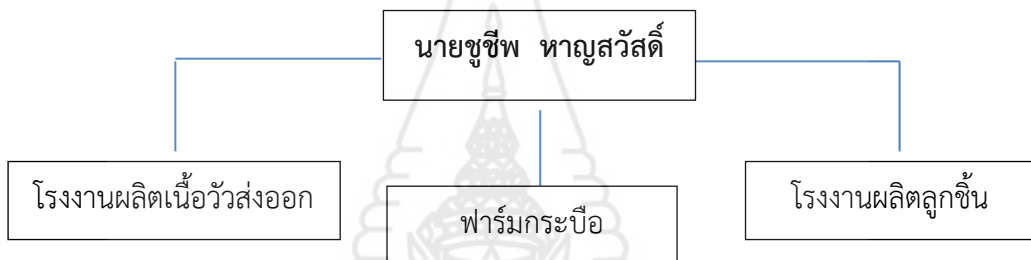 นายชูชีพ หาญสวัสดิ์
โรงงานผลิตเนื้อวัวส่งออก
ฟาร์มกระบือ
โรงงานผลิตลูกชิ้น